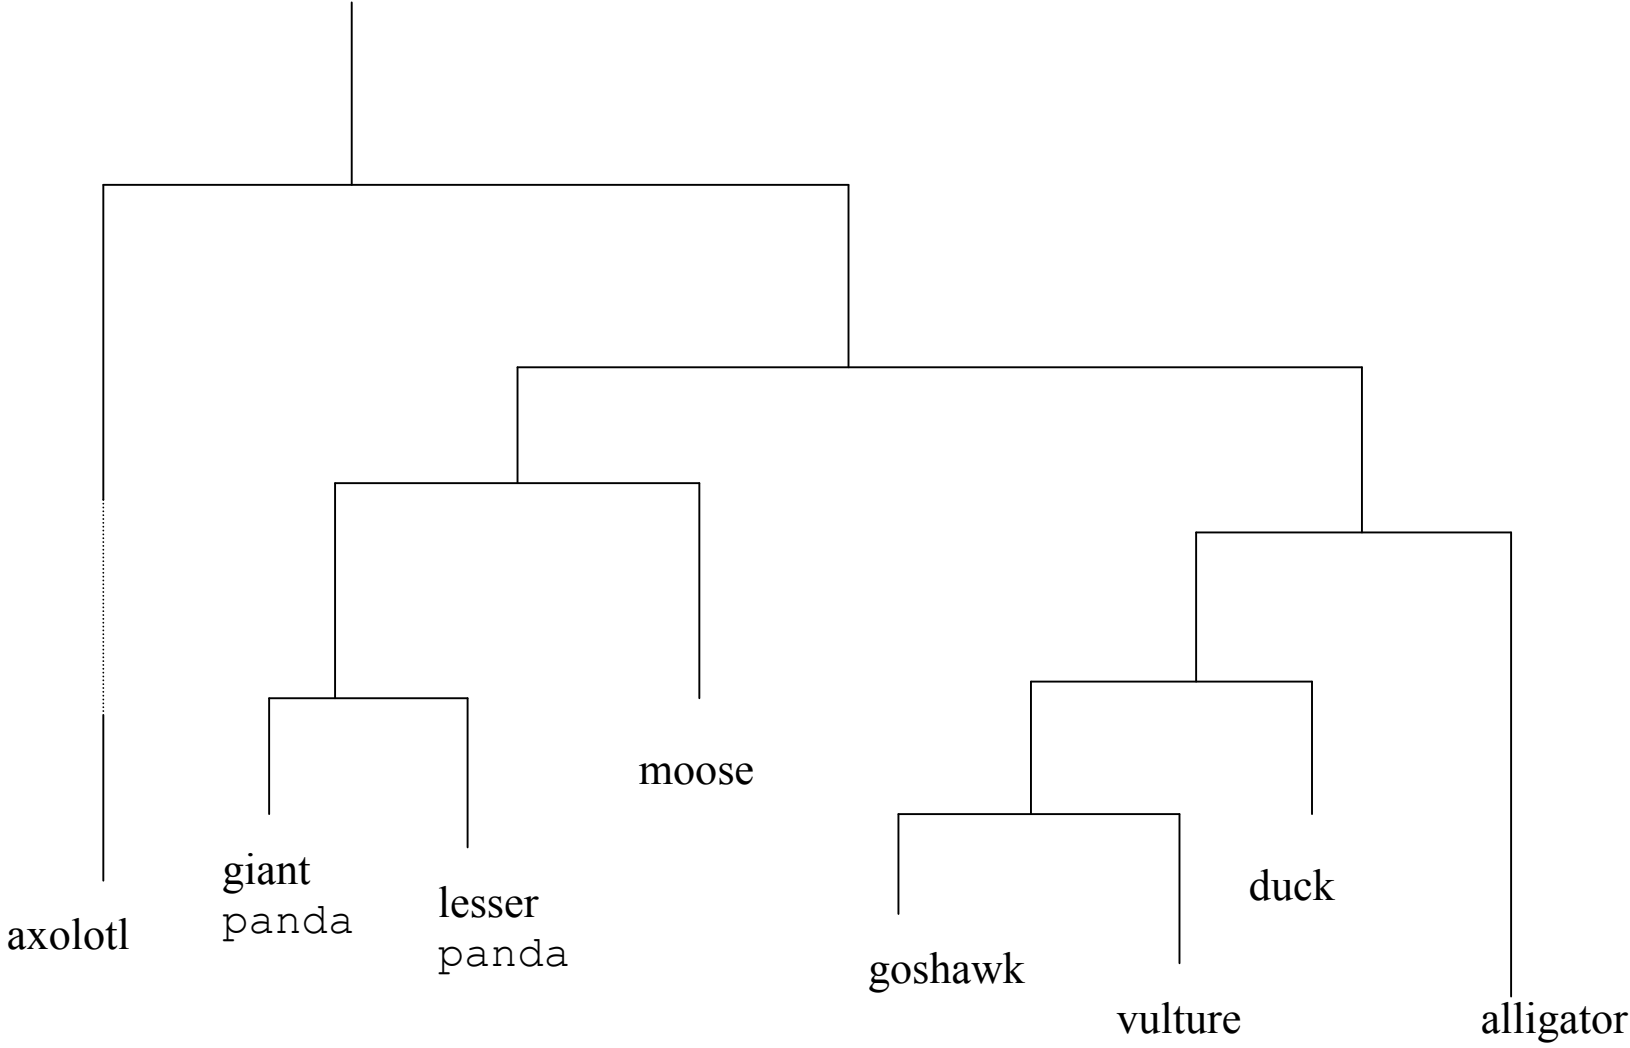 axolotl
giant
panda
lesser
panda
moose
goshawk
vulture
duck
alligator